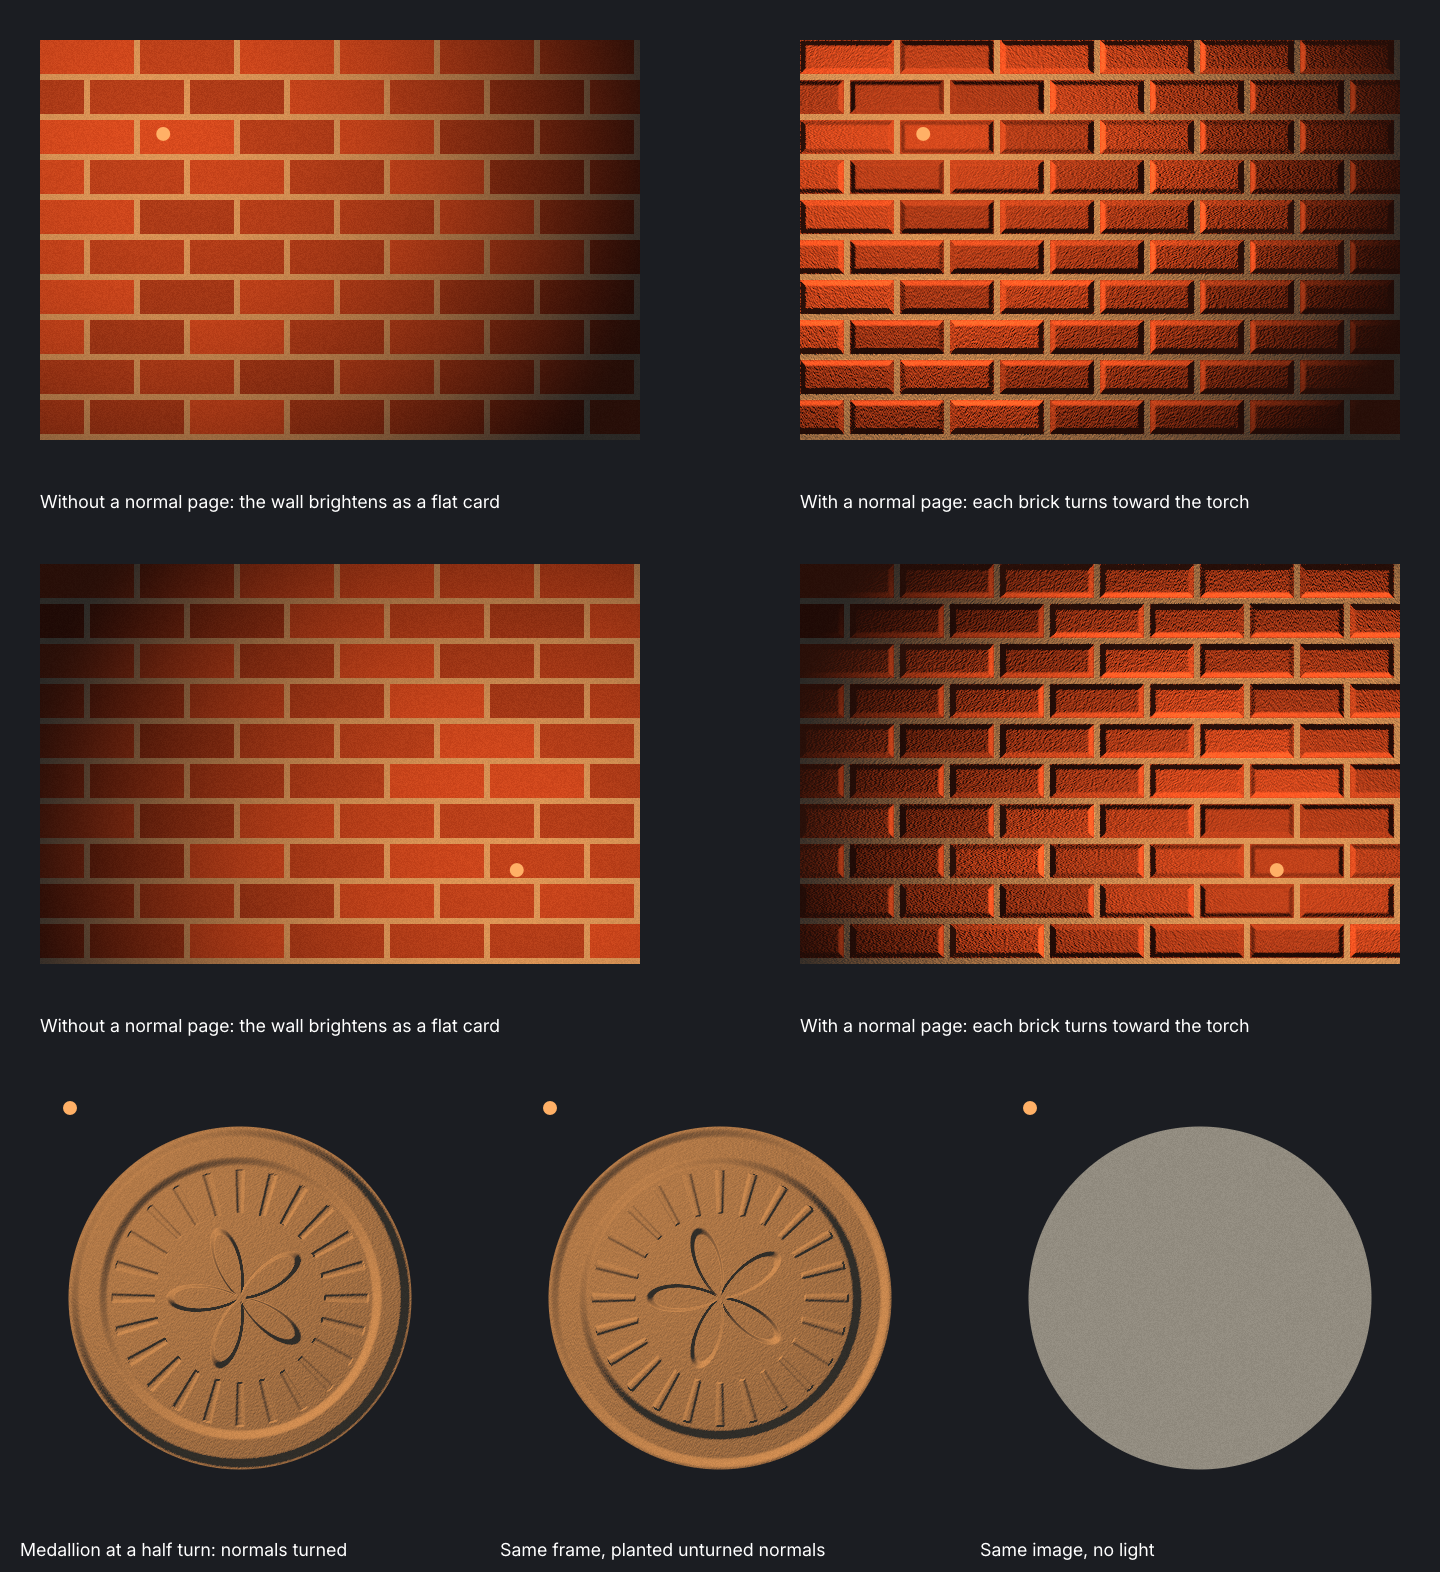 Without a normal page: the wall brightens as a flat card
With a normal page: each brick turns toward the torch
Without a normal page: the wall brightens as a flat card
With a normal page: each brick turns toward the torch
Medallion at a half turn: normals turned
Same frame, planted unturned normals
Same image, no light